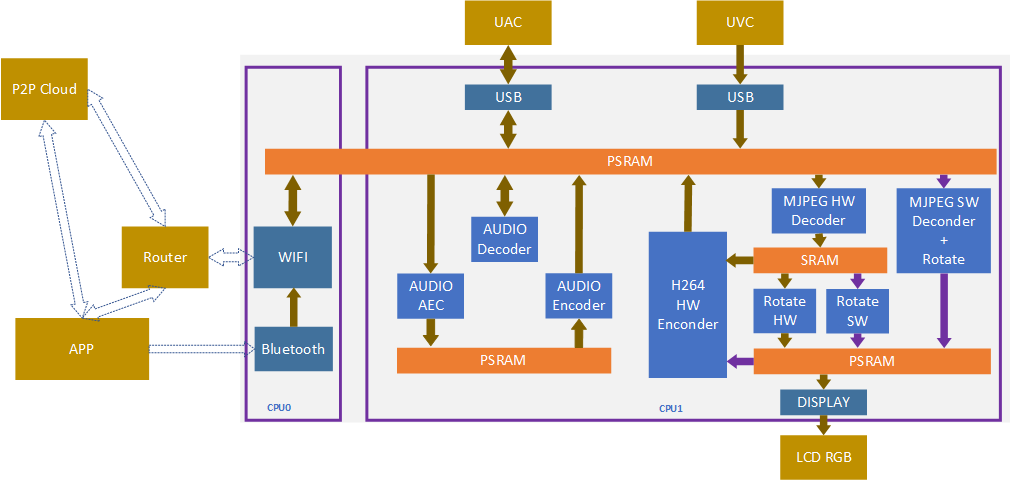 UAC
UVC
P2P Cloud
USB
USB
PSRAM
MJPEG HW
Decoder
MJPEG SW
Deconder
+
Rotate
AUDIO
Decoder
Router
WIFI
SRAM
AUDIO
AEC
AUDIO
Encoder
H264
HW
Enconder
Rotate
HW
Rotate
SW
APP
Bluetooth
PSRAM
PSRAM
DISPLAY
CPU0
CPU1
LCD RGB